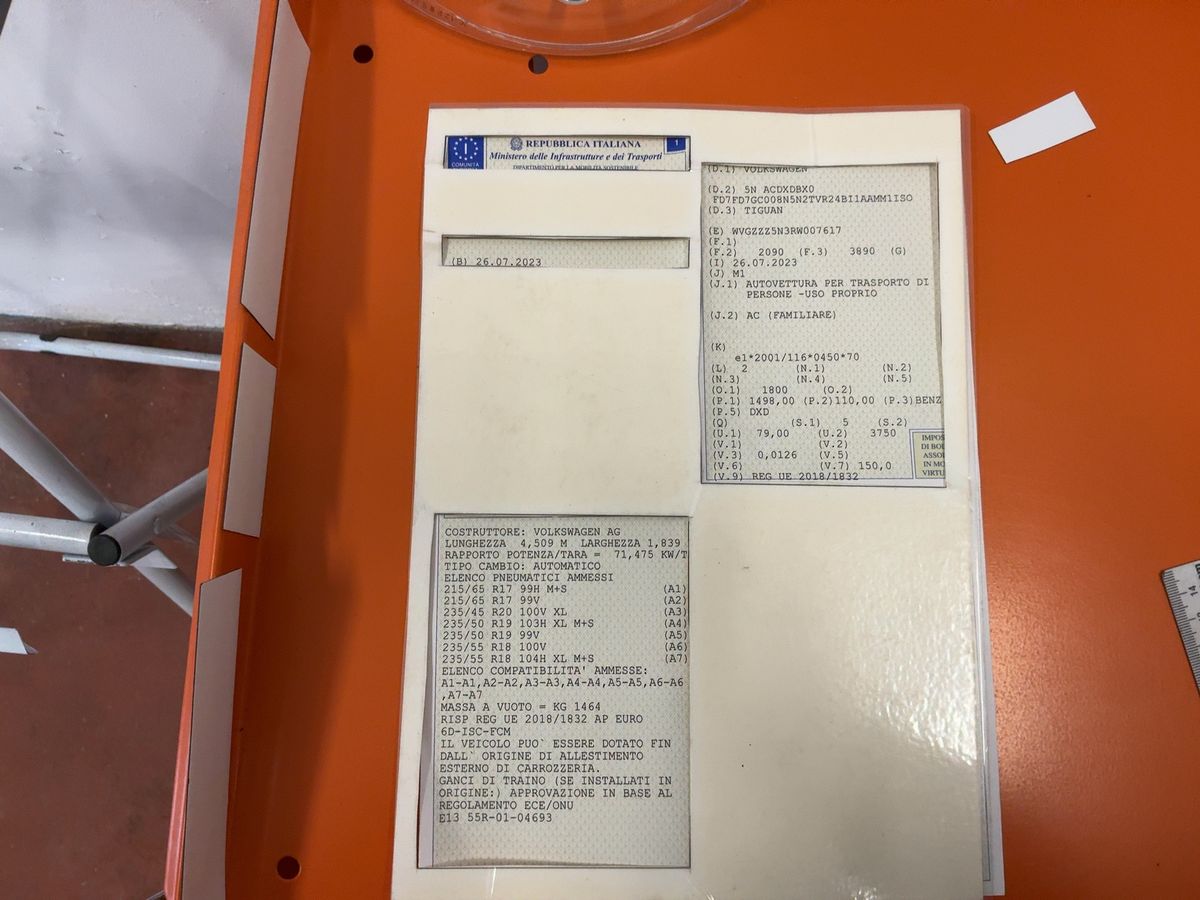 REPUBBLICA ITALIANA
1
I
COMUNITÀ
Ministero delle Infrastrutture e dei Trasporti
DIPARTIMENTO PER LA MOBILITÀ SOSTENIBILE
(B) 26.07.2023
(D.1) VOLKSWAGEN
(D.2) 5N ACDXDBX0
FD7FD7GC008N5N2TVR24BI1AAMM1ISO
(D.3) TIGUAN
(E) WVGZZZ5N3RW007617
(F.1)
(F.2) 2090 (F.3) 3890 (G)
(I) 26.07.2023
(J) M1
(J.1) AUTOVETTURA PER TRASPORTO DI
PERSONE -USO PROPRIO
(J.2) AC (FAMILIARE)
(K)
e1*2001/116*0450*70
(L) 2 (N.1) (N.2)
(N.3) (N.4) (N.5)
(O.1) 1800 (O.2)
(P.1) 1498,00 (P.2)110,00 (P.3)BENZ
(P.5) DXD
(Q) (S.1) 5 (S.2)
(U.1) 79,00 (U.2) 3750
(V.1) (V.2)
(V.3) 0,0126 (V.5)
(V.6) (V.7) 150,0
(V.9) REG UE 2018/1832
IMPOS
DI BOL
ASSOL
IN MO
VIRTU
COSTRUTTORE: VOLKSWAGEN AG
LUNGHEZZA 4,509 M LARGHEZZA 1,839
RAPPORTO POTENZA/TARA = 71,475 KW/T
TIPO CAMBIO: AUTOMATICO
ELENCO PNEUMATICI AMMESSI
215/65 R17 99H M+S (A1)
215/65 R17 99V (A2)
235/45 R20 100V XL (A3)
235/50 R19 103H XL M+S (A4)
235/50 R19 99V (A5)
235/55 R18 100V (A6)
235/55 R18 104H XL M+S (A7)
ELENCO COMPATIBILITA' AMMESSE:
A1-A1,A2-A2,A3-A3,A4-A4,A5-A5,A6-A6
,A7-A7
MASSA A VUOTO = KG 1464
RISP REG UE 2018/1832 AP EURO
6D-ISC-FCM
IL VEICOLO PUO` ESSERE DOTATO FIN
DALL` ORIGINE DI ALLESTIMENTO
ESTERNO DI CARROZZERIA.
GANCI DI TRAINO (SE INSTALLATI IN
ORIGINE:) APPROVAZIONE IN BASE AL
REGOLAMENTO ECE/ONU
E13 55R-01-04693
14